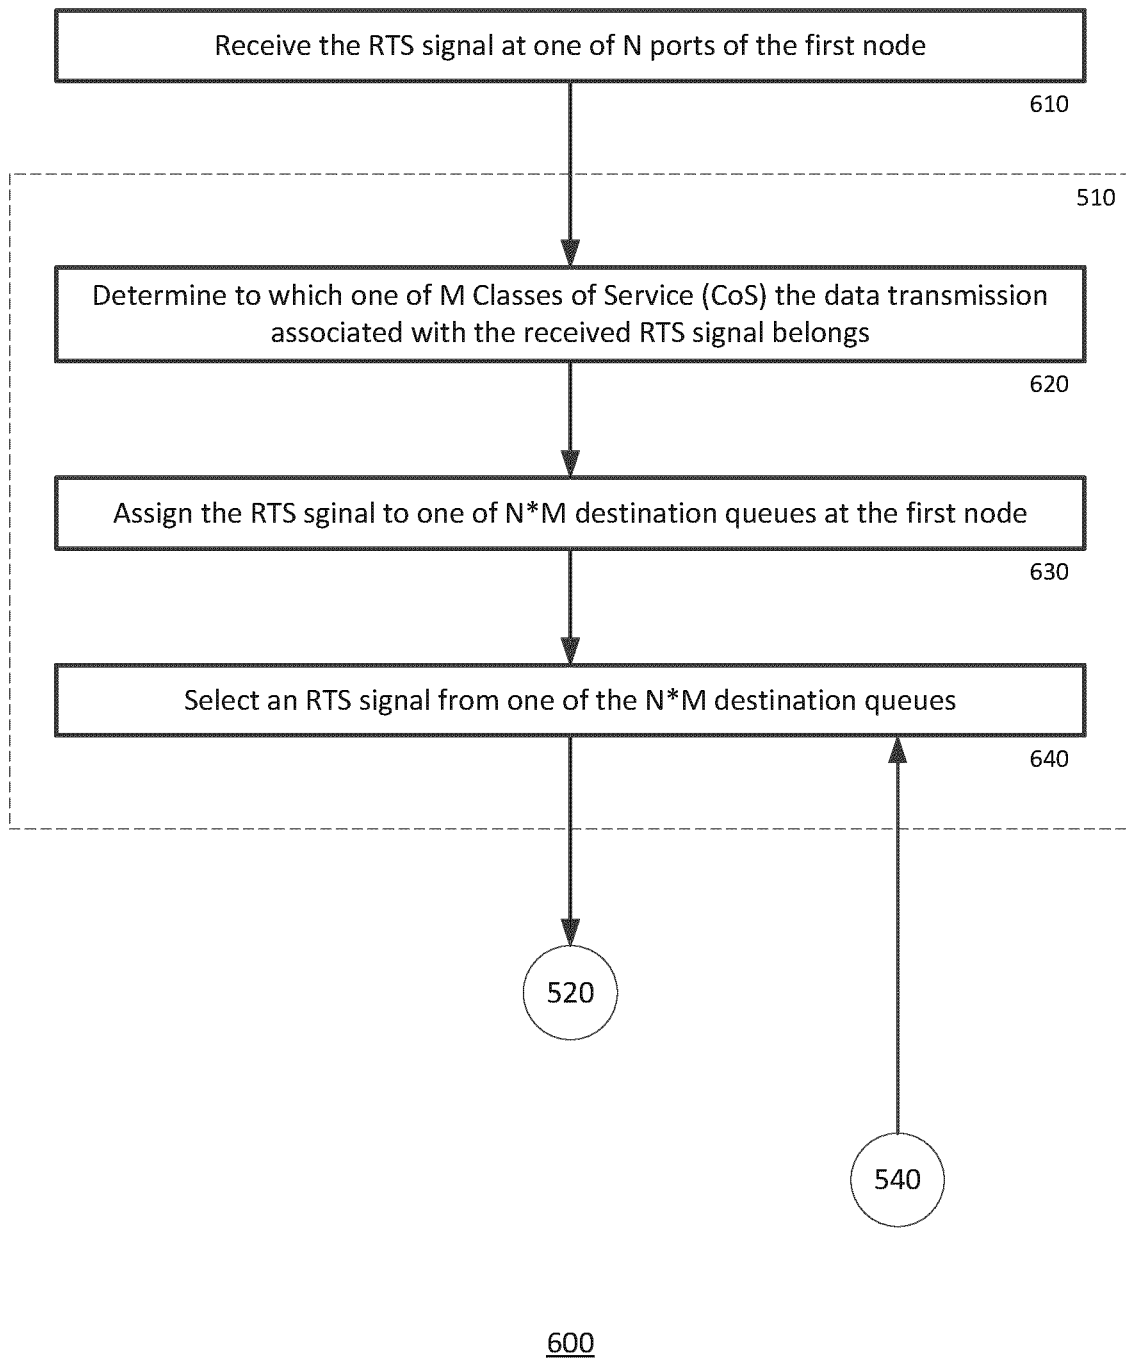 Receive the RTS signal at one of N ports of the first node
610
510
Determine to which one of M Classes of Service (CoS) the data transmission
associated with the received RTS signal belongs
620
Assign the RTS sginal to one of N*M destination queues at the first node
630
Select an RTS signal from one of the N*M destination queues
640
520
540
600